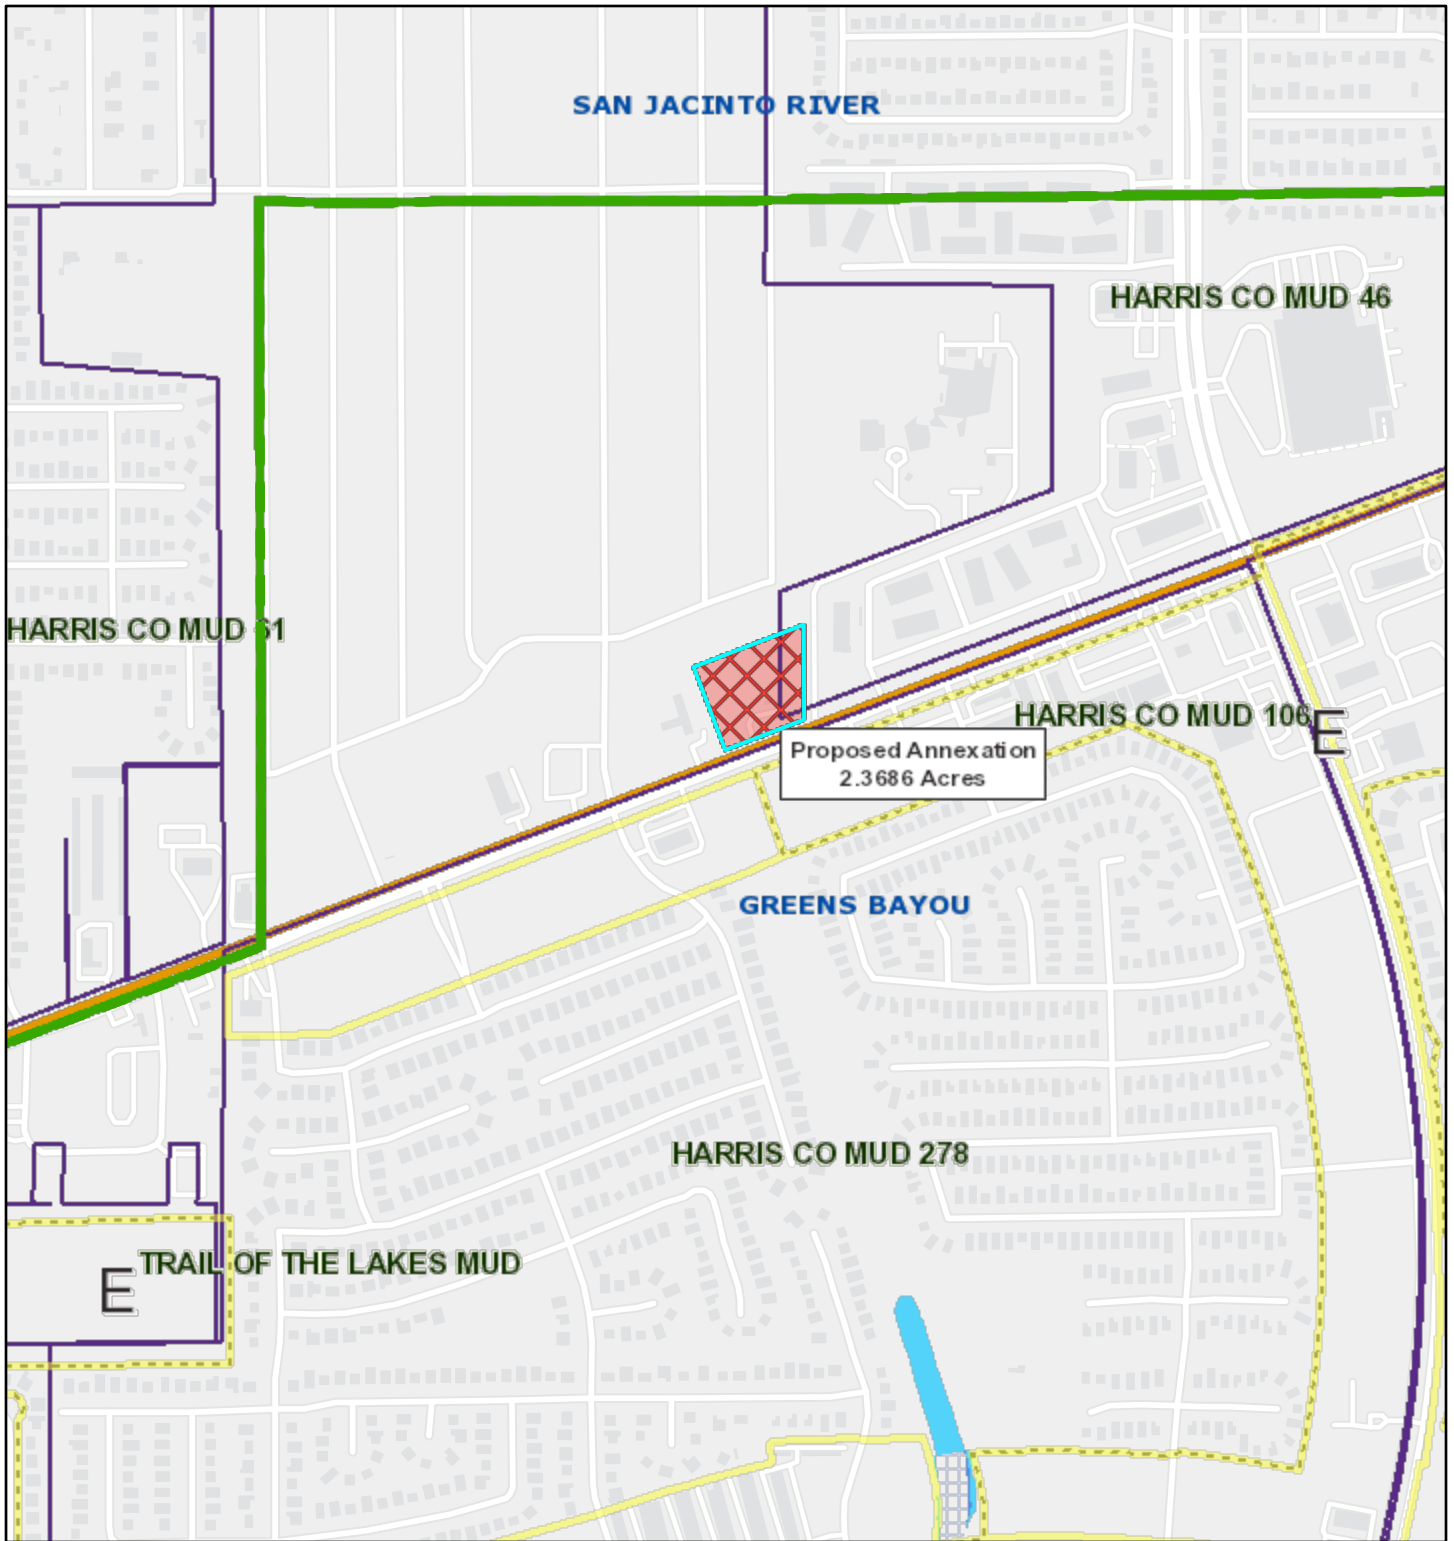 SAN JACINTO RIVER
HARRIS CO MUD 46
HARRIS CO MUD 61
HARRIS CO MUD 106
E
Proposed Annexation
2.3686 Acres
GREENS BAYOU
HARRIS CO MUD 278
TRAIL OF THE LAKES MUD
E